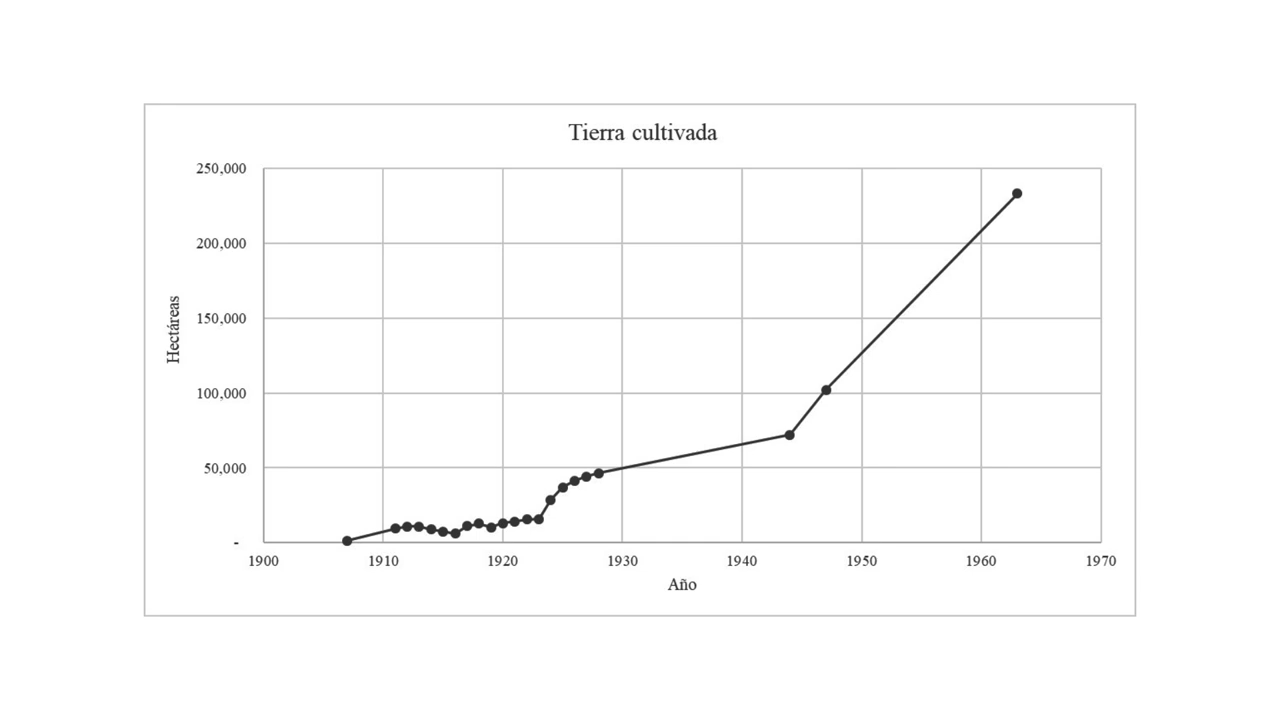 Tierra cultivada
250,000
200,000
150,000
100,000
50,000
-
Hectáreas
1900 1910 1920 1930 1940 1950 1960 1970
Año